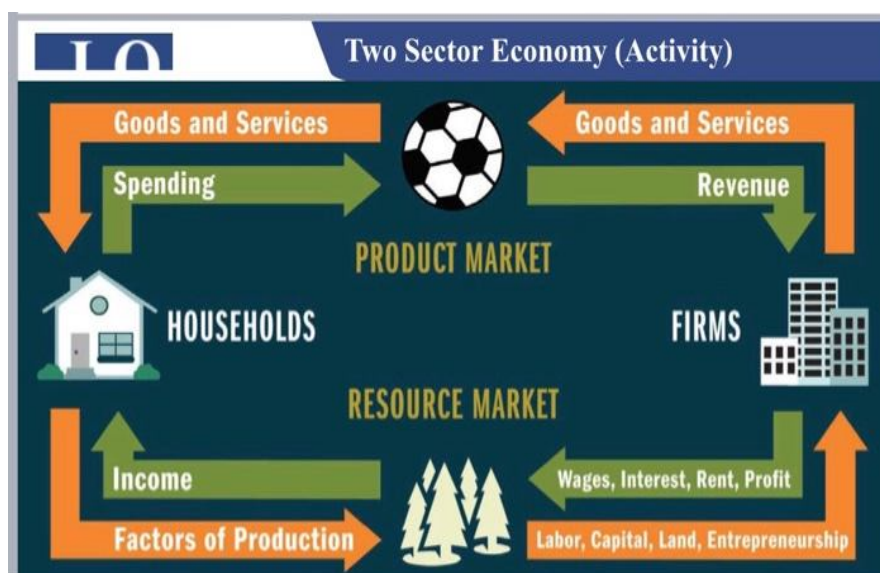 Two Sector Economy (Activity)
Goods and Services
Goods and Services
Spending
Revenue
PRODUCT MARKET
HOUSEHOLDS
FIRMS
RESOURCE MARKET
Income
Wages, Interest, Rent, Profit
Factors of Production
Labor, Capital, Land, Entrepreneurship